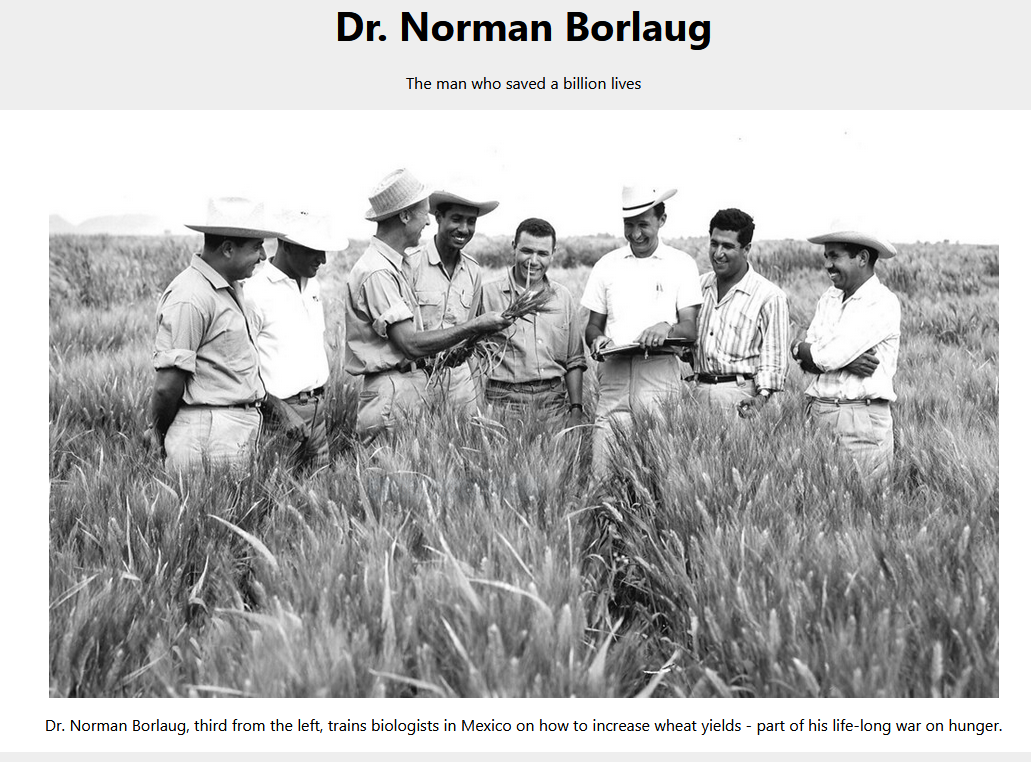 Dr. Norman Borlaug
The man who saved a billion lives
Dr. Norman Borlaug, third from the left, trains biologists in Mexico on how to increase wheat yields - part of his life-long war on hunger.